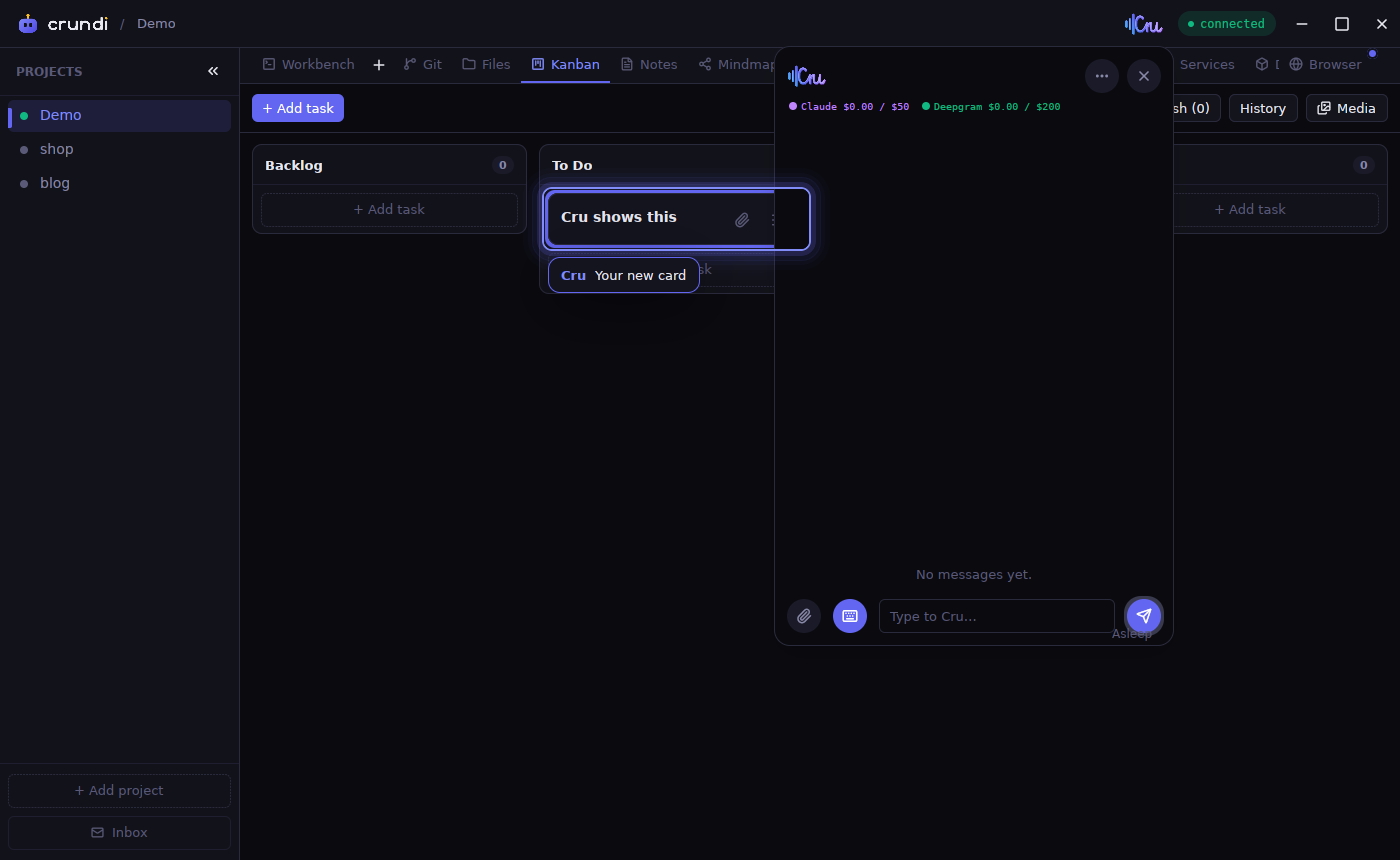 crundi / Demo
Cru
connected
PROJECTS
Demo
shop
blog
+ Add project
Inbox
Workbench
Git
Files
Kanban
Notes
Mindmap
Services
Browser
+ Add task
sh (0)
History
Media
Backlog
0
+ Add task
To Do
Cru shows this
sk
Cru Your new card
0
+ Add task
Cru
Claude $0.00 / $50
Deepgram $0.00 / $200
No messages yet.
Type to Cru...
Asleep